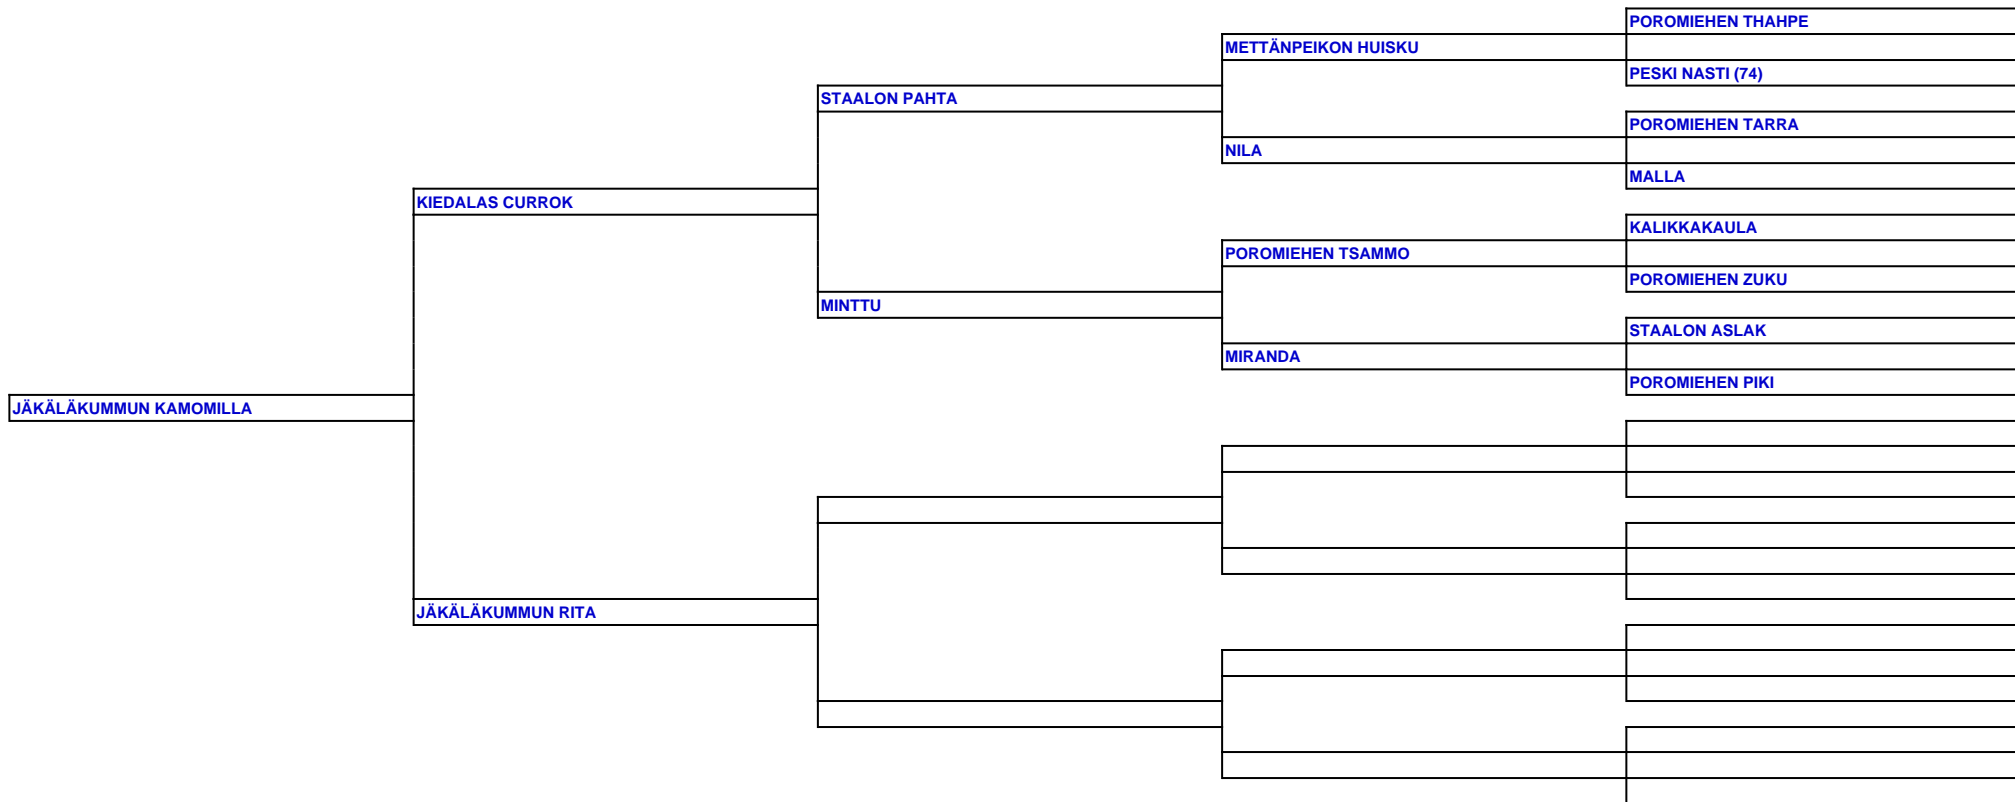 POROMIEHEN THAHPE
METTÄNPEIKON HUISKU
PESKI NASTI (74)
STAALON PAHTA
POROMIEHEN TARRA
NILA
MALLA
KIEDALAS CURROK
KALIKKAKAULA
POROMIEHEN TSAMMO
POROMIEHEN ZUKU
MINTTU
STAALON ASLAK
MIRANDA
POROMIEHEN PIKI
JÄKÄLÄKUMMUN KAMOMILLA
JÄKÄLÄKUMMUN RITA